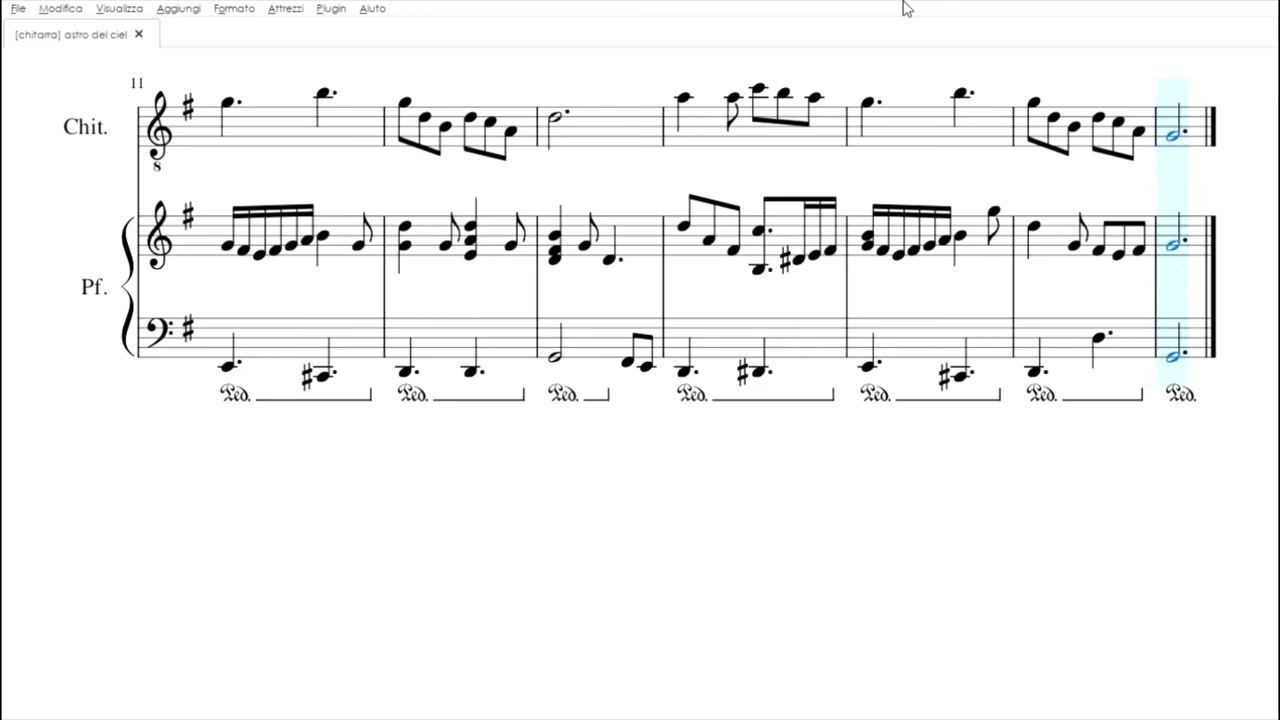 File Modifica Visualizza Aggiungi Formato Attrezzi Plugin Aiuto
[chitarra] astro del ciel
11
Chit.
8
Pf.
Ped. Ped. Ped. Ped. Ped. Ped. Ped.